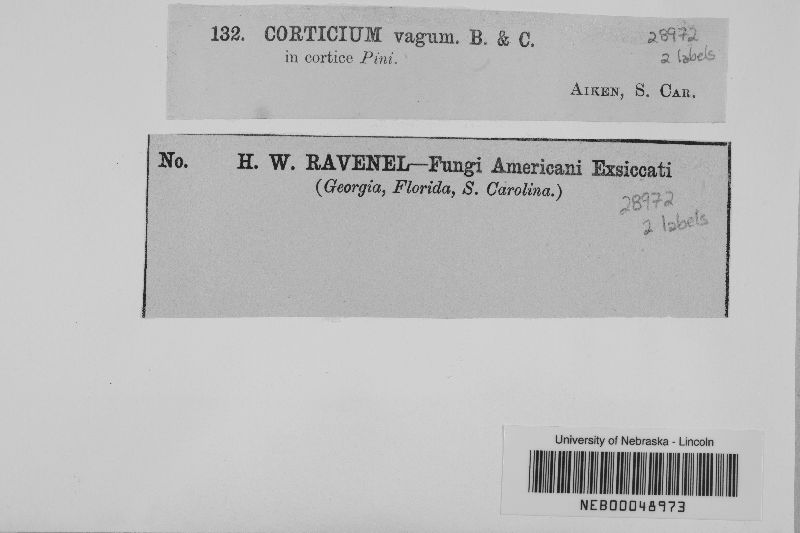 132. CORTICIUM vagum. B. & C.
in cortice Pini.
28972
2 labels
AIKEN, S. CAR.
No. H. W. RAVENEL—Fungi Americani Exsiccati
(Georgia, Florida, S. Carolina.)
28972
2 labels
University of Nebraska - Lincoln
NEB00048973